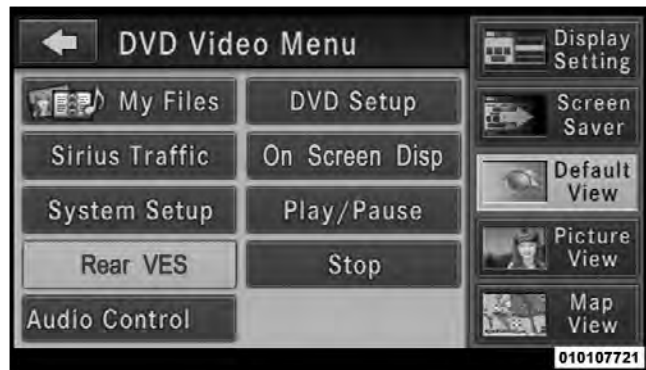 DVD Video Menu
My Files
DVD Setup
Sirius Traffic
On Screen Disp
System Setup
Play/Pause
Rear VES
Stop
Audio Control
Display
Setting
Screen
Saver
Default
View
Picture
View
Map
View
010107721